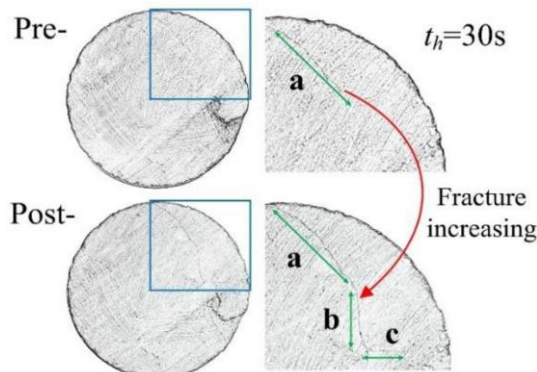 Pre-
tₕ=30s
a
Fracture
increasing
Post-
a
b
c